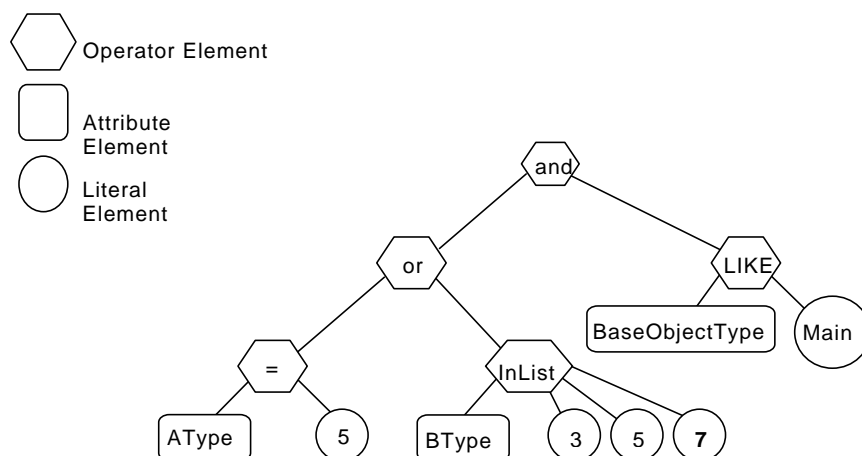 Operator Element
Attribute
Element
Literal
Element
and
or
LIKE
BaseObjectType
Main
=
InList
AType
5
BType
3
5
7